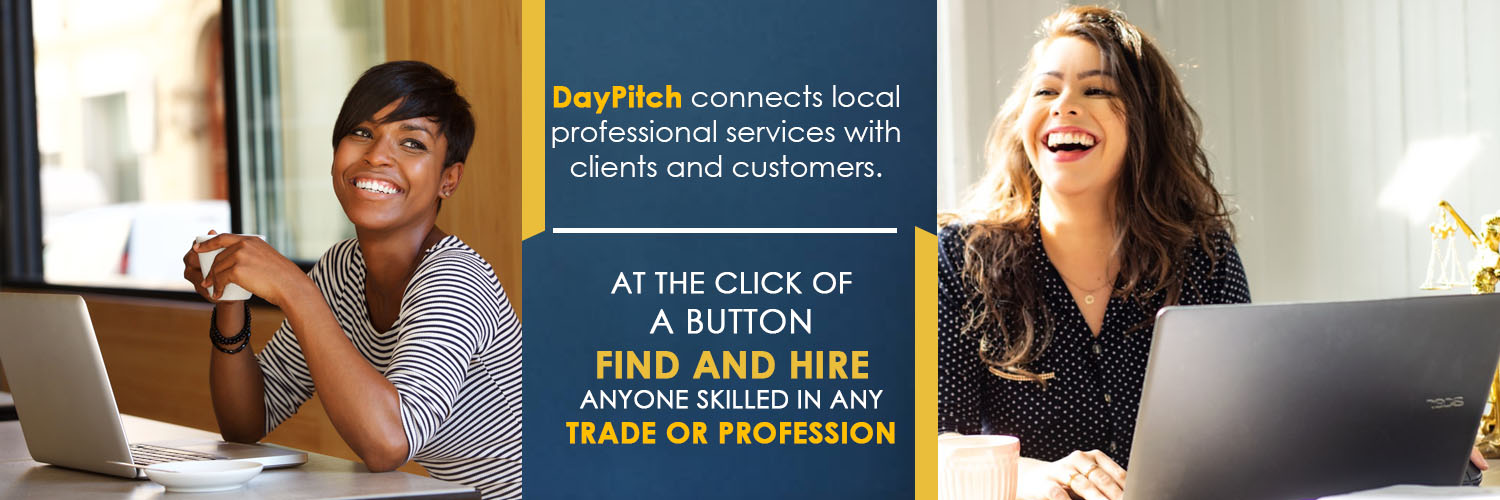 DayPitch connects local
professional services with
clients and customers.
AT THE CLICK OF
A BUTTON
FIND AND HIRE
ANYONE SKILLED IN ANY
TRADE OR PROFESSION
acer